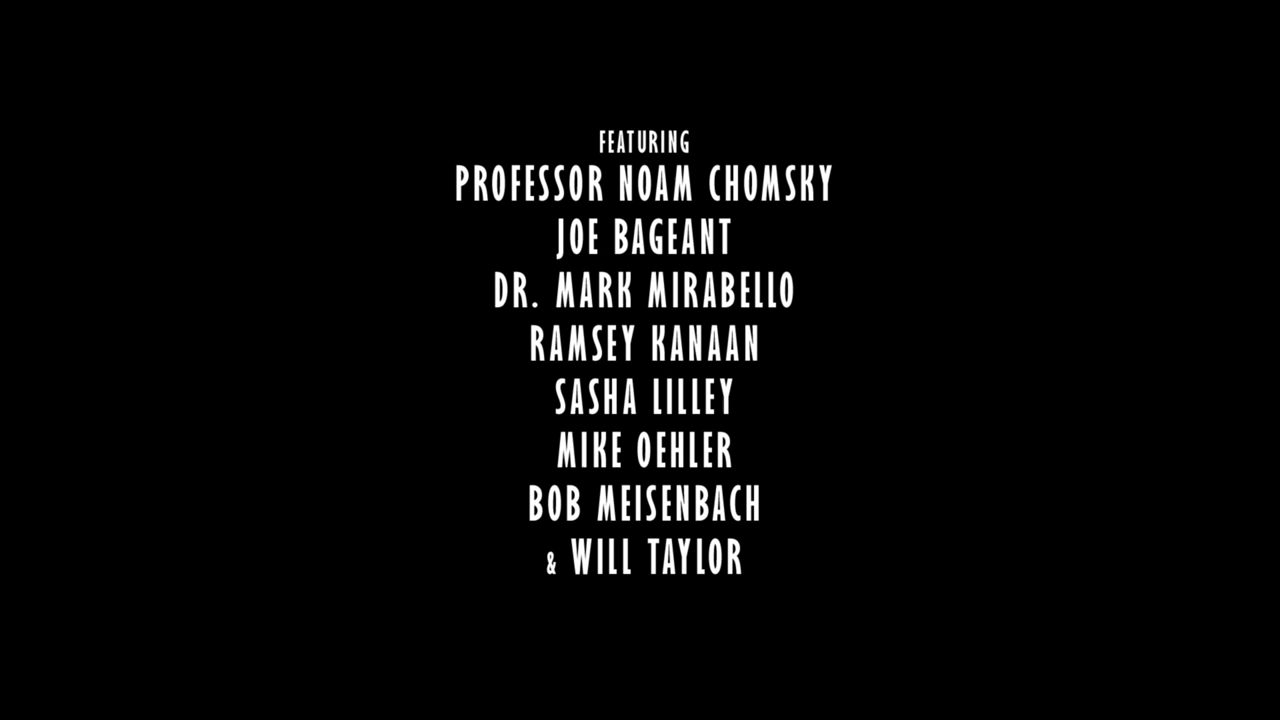 FEATURING
PROFESSOR NOAM CHOMSKY
JOE BAGEANT
DR. MARK MIRABELLO
RAMSEY KANAAN
SASHA LILLEY
MIKE OEHLER
BOB MEISENBACH
& WILL TAYLOR